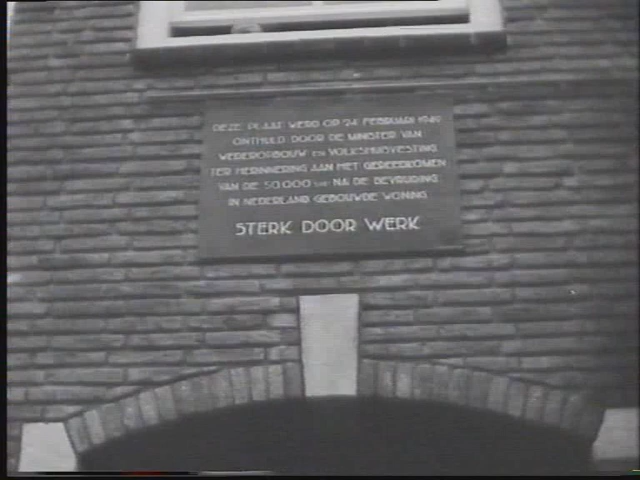 DEZE PLAAT WERD OP 24 FEBRUARI 1949
ONTHULD DOOR DE MINISTER VAN
WEDEROPBOUW EN VOLKSHUISVESTING
TER HERINNERING AAN HET GEREEDKOMEN
VAN DE 50.000STE NA DE BEVRIJDING
IN NEDERLAND GEBOUWDE WONING
STERK DOOR WERK